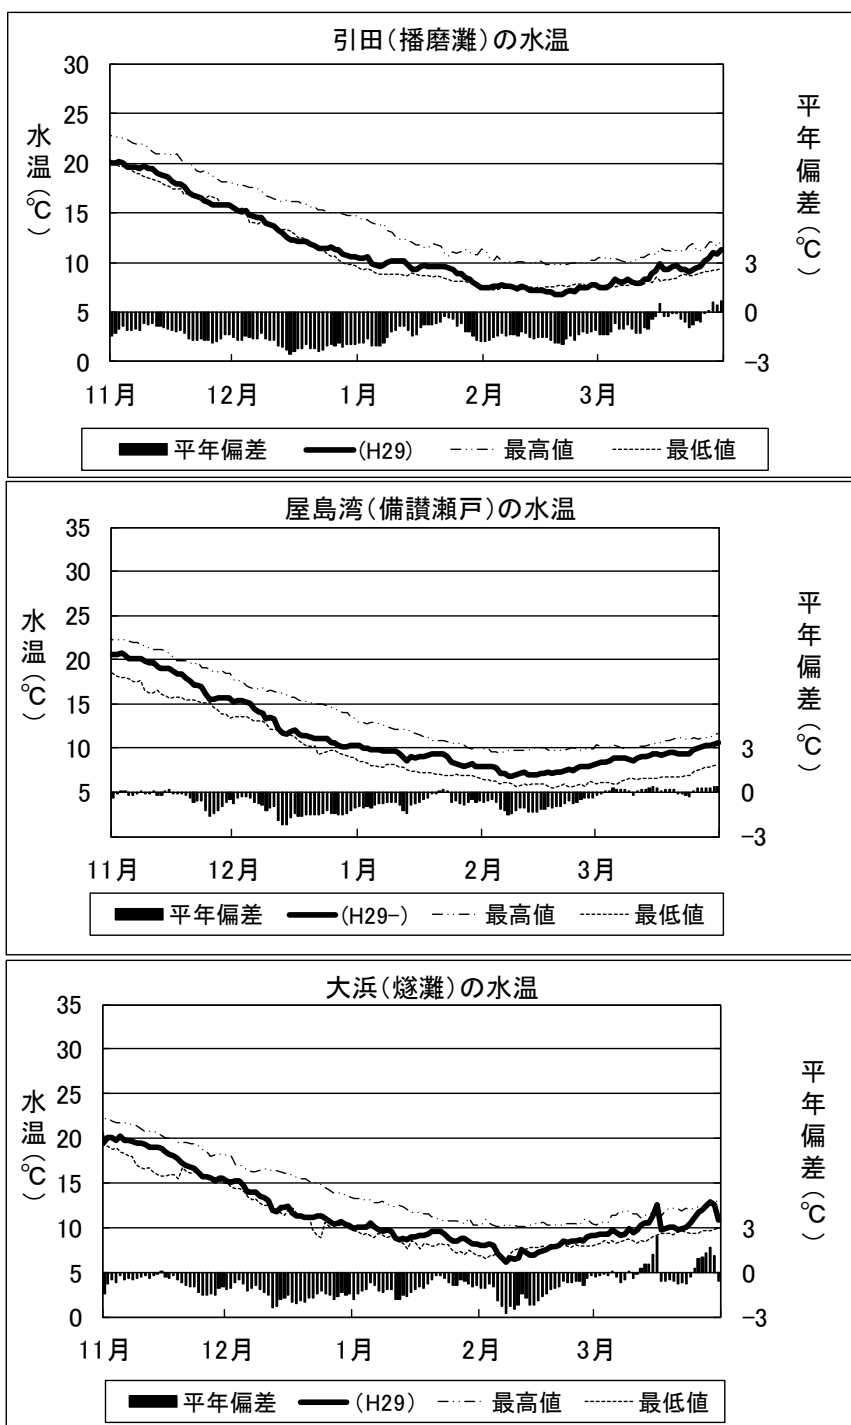 引田(播磨灘)の水温
水温(℃)
平年偏差(℃)
30
25
20
15
10
5
0
3
0
−3
11月 12月 1月 2月 3月
平年偏差 (H29) 最高値 最低値
屋島湾(備讃瀬戸)の水温
水温(℃)
平年偏差(℃)
35
30
25
20
15
10
5
3
0
−3
11月 12月 1月 2月 3月
平年偏差 (H29−) 最高値 最低値
大浜(燧灘)の水温
水温(℃)
平年偏差(℃)
35
30
25
20
15
10
5
0
3
0
−3
11月 12月 1月 2月 3月
平年偏差 (H29) 最高値 最低値